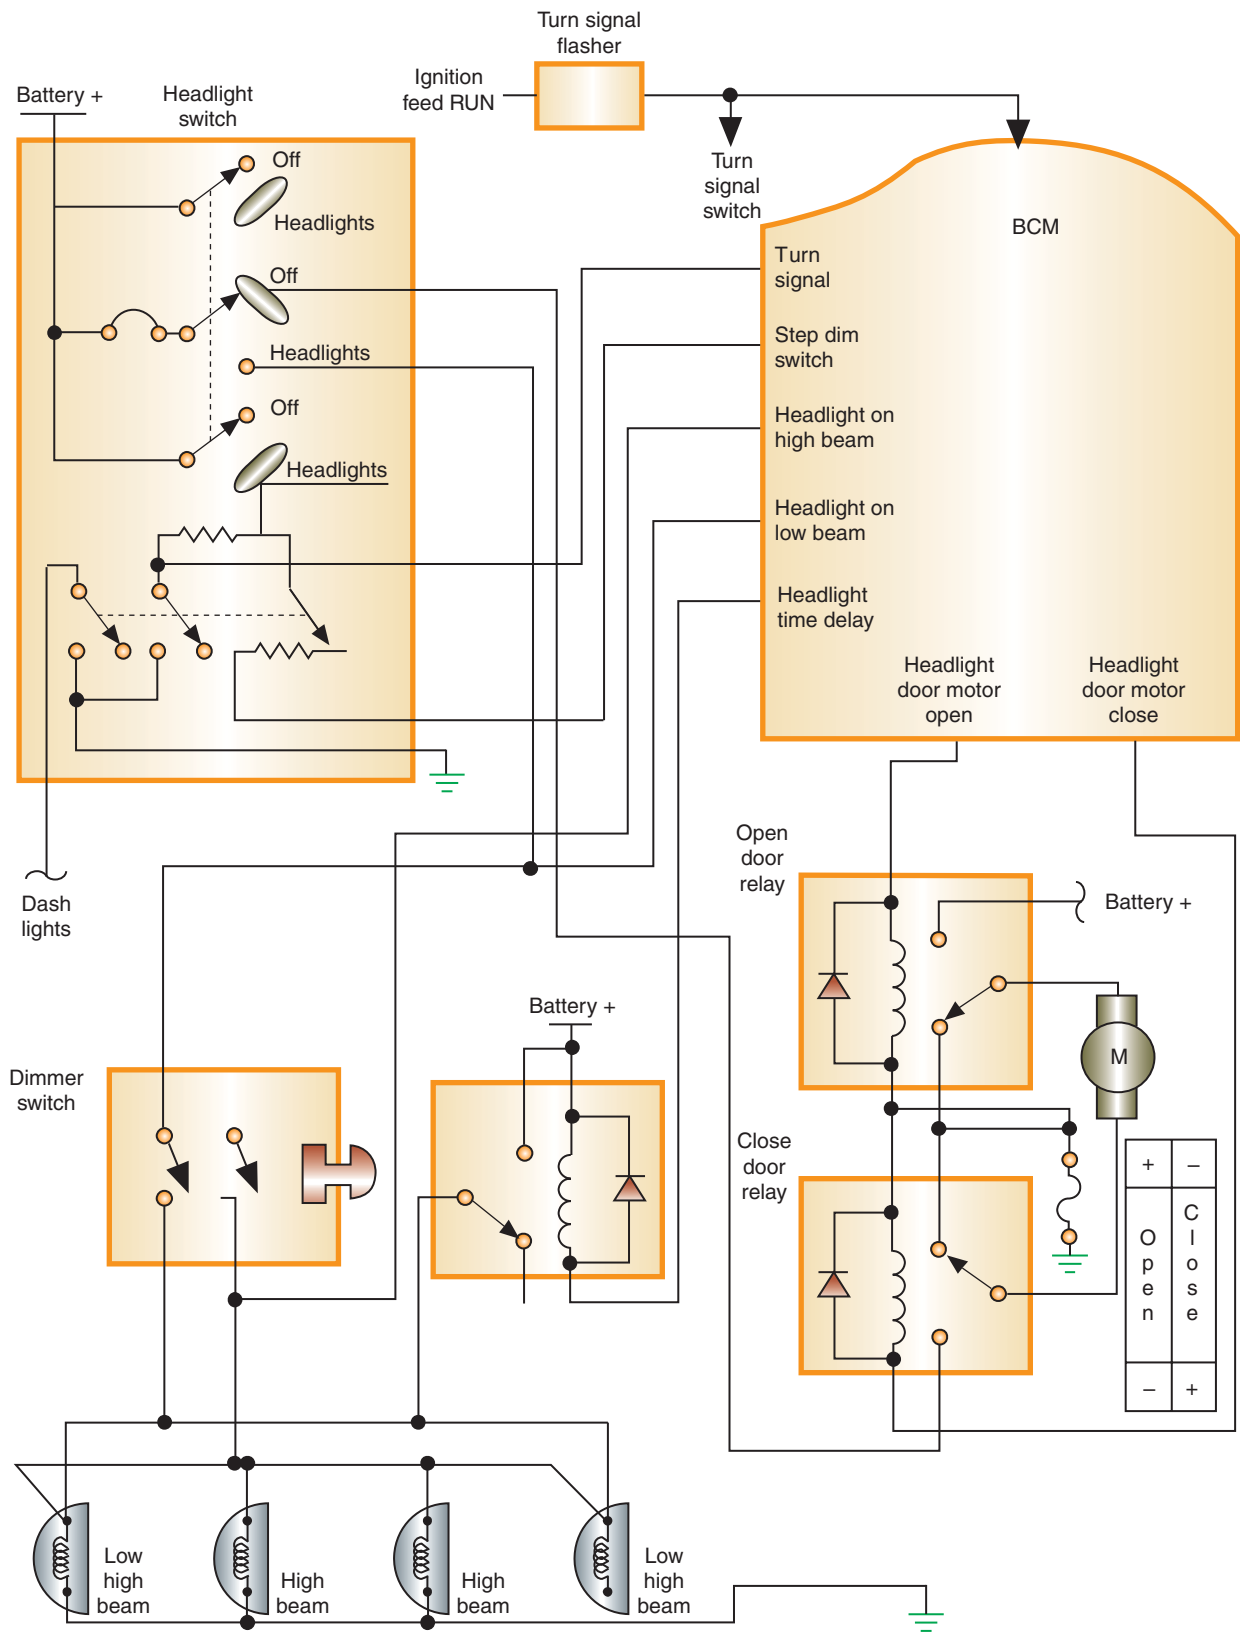 Turn signal
flasher
Ignition
feed RUN
Battery +
Headlight
switch
Off
Headlights
Off
Headlights
Off
Headlights
Turn
signal
switch
BCM
Turn
signal
Step dim
switch
Headlight on
high beam
Headlight on
low beam
Headlight
time delay
Headlight
door motor
open
Headlight
door motor
close
Dash
lights
Open
door
relay
Battery +
Battery +
M
Dimmer
switch
Close
door
relay
+ –
Open
Close
– +
Low
high
beam
High
beam
High
beam
Low
high
beam